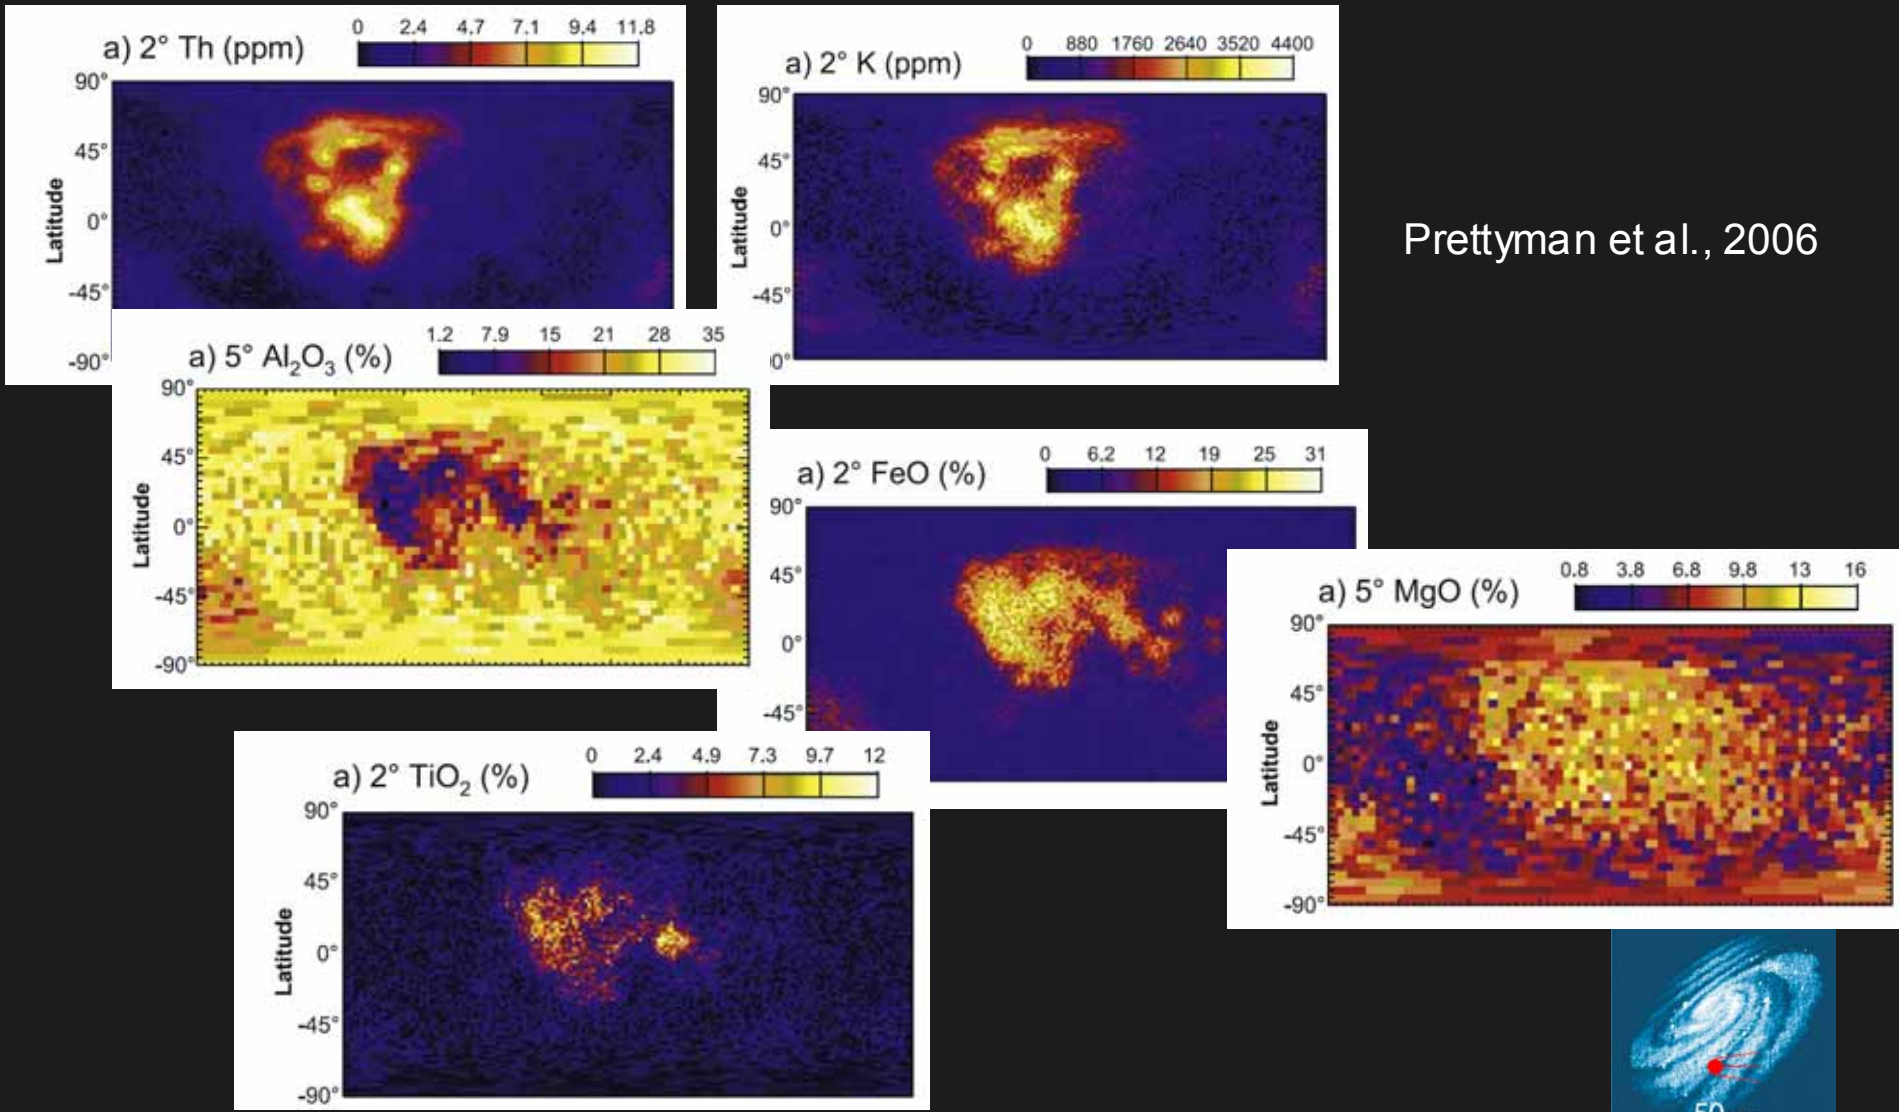 a) 2° Th (ppm)
0 2.4 4.7 7.1 9.4 11.8
90°
45°
0°
-45°
-90°
Latitude
a) 2° K (ppm)
0 880 1760 2640 3520 4400
90°
45°
0°
-45°
0°
Latitude
Prettyman et al., 2006
a) 5° Al₂O₃ (%)
1.2 7.9 15 21 28 35
90°
45°
0°
-45°
-90°
Latitude
a) 2° FeO (%)
0 6.2 12 19 25 31
90°
45°
0°
-45°
a) 5° MgO (%)
0.8 3.8 6.8 9.8 13 16
90°
45°
0°
-45°
-90°
Latitude
a) 2° TiO₂ (%)
0 2.4 4.9 7.3 9.7 12
90°
45°
0°
-45°
-90°
Latitude